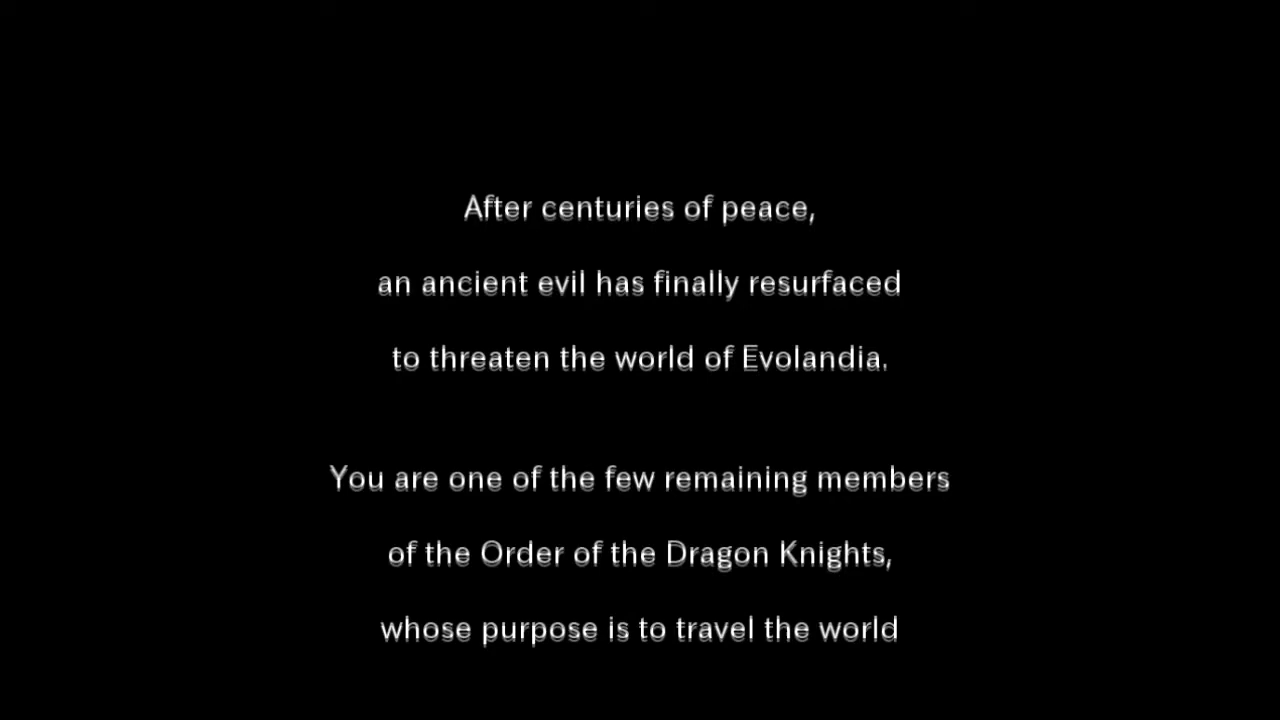 After centuries of peace,
an ancient evil has finally resurfaced
to threaten the world of Evolandia.
You are one of the few remaining members
of the Order of the Dragon Knights,
whose purpose is to travel the world